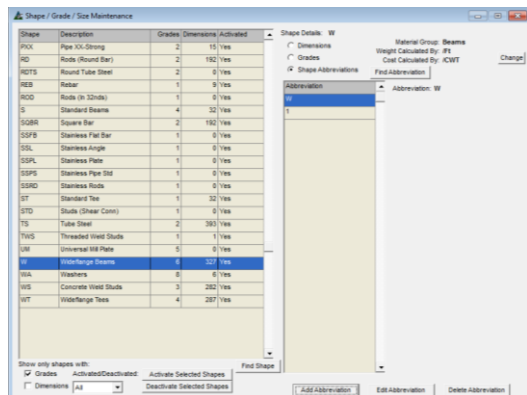 Shape / Grade / Size Maintenance
Shape Description Grades Dimensions Activated
PXX Pipe XX-Strong 2 15 Yes
RD Rods (Round Bar) 2 192 Yes
RDTS Round Tube Steel 2 0 Yes
REB Rebar 1 9 Yes
ROD Rods (In 32nds) 1 0 Yes
S Standard Beams 4 32 Yes
SQBR Square Bar 2 192 Yes
SSFB Stainless Flat Bar 1 0 Yes
SSL Stainless Angle 1 0 Yes
SSPL Stainless Plate 1 0 Yes
SSPS Stainless Pipe Std 1 0 Yes
SSRD Stainless Rods 1 0 Yes
ST Standard Tee 1 32 Yes
STD Studs (Shear Conn) 1 0 Yes
TS Tube Steel 2 393 Yes
TWS Threaded Weld Studs 1 1 Yes
UM Universal Mill Plate 5 0 Yes
W Wideflange Beams 6 327 Yes
WA Washers 8 6 Yes
WS Concrete Weld Studs 3 282 Yes
WT Wideflange Tees 4 287 Yes
Show only shapes with:
Grades Activated/Deactivated:
Dimensions All
Activate Selected Shapes
Deactivate Selected Shapes
Find Shape
Shape Details: W
Dimensions
Grades
Shape Abbreviations
Material Group: Beams
Weight Calculated By: /Ft
Cost Calculated By: /CWT
Change
Find Abbreviation
Abbreviation
W
1
Abbreviation: W
Add Abbreviation Edit Abbreviation Delete Abbreviation